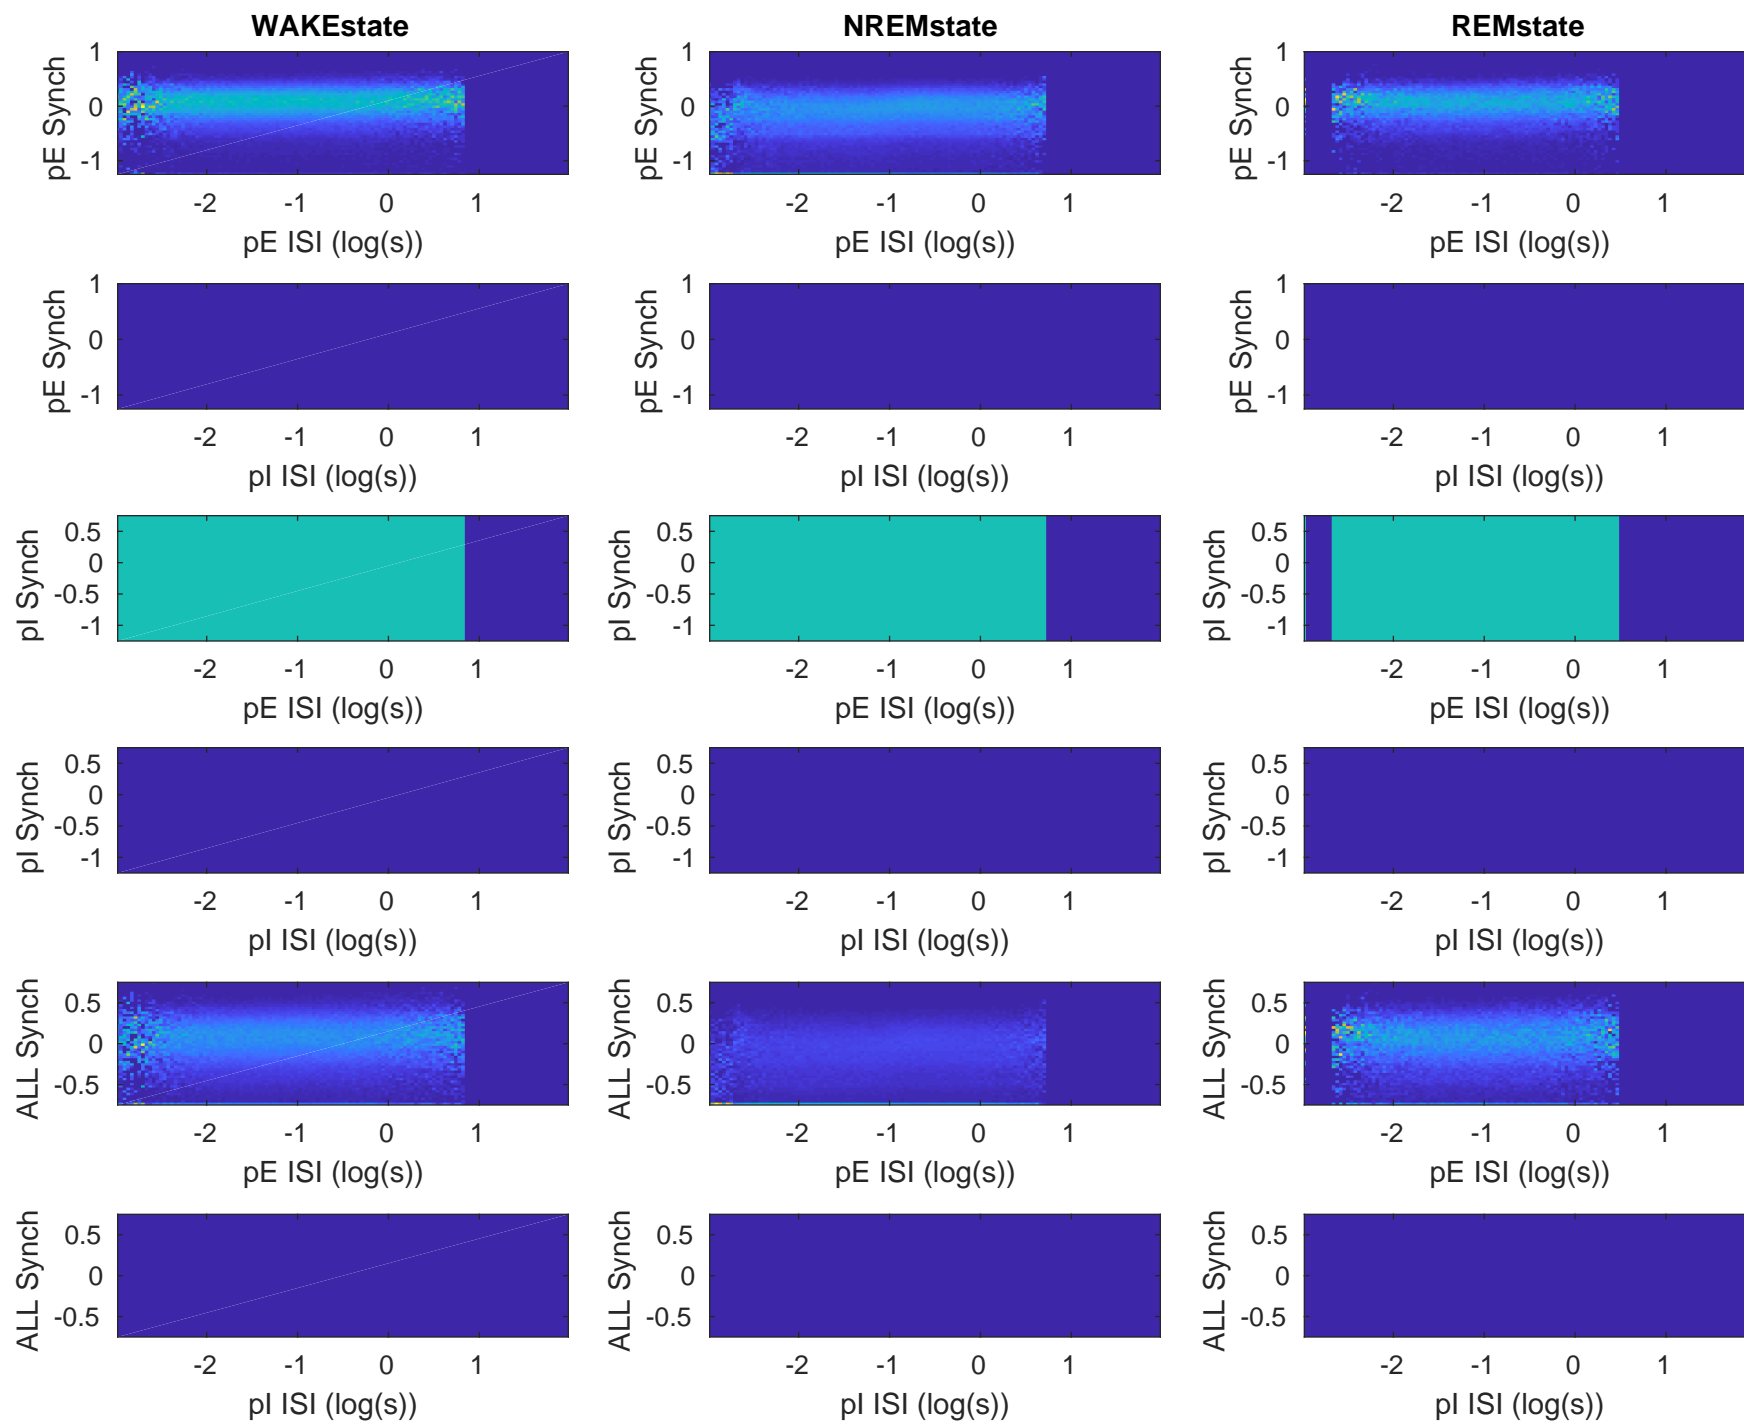 WAKEstate NREMstate REMstate
1 1 1
0 0 0
-1 -1 -1
pE Synch pE Synch pE Synch
-2 -1 0 1 -2 -1 0 1 -2 -1 0 1
pE ISI (log(s)) pE ISI (log(s)) pE ISI (log(s))
1 1 1
0 0 0
-1 -1 -1
pE Synch pE Synch pE Synch
-2 -1 0 1 -2 -1 0 1 -2 -1 0 1
pI ISI (log(s)) pI ISI (log(s)) pI ISI (log(s))
0.5 0.5 0.5
0 0 0
-0.5 -0.5 -0.5
-1 -1 -1
pI Synch pI Synch pI Synch
-2 -1 0 1 -2 -1 0 1 -2 -1 0 1
pE ISI (log(s)) pE ISI (log(s)) pE ISI (log(s))
0.5 0.5 0.5
0 0 0
-0.5 -0.5 -0.5
-1 -1 -1
pI Synch pI Synch pI Synch
-2 -1 0 1 -2 -1 0 1 -2 -1 0 1
pI ISI (log(s)) pI ISI (log(s)) pI ISI (log(s))
0.5 0.5 0.5
0 0 0
-0.5 -0.5 -0.5
ALL Synch ALL Synch ALL Synch
-2 -1 0 1 -2 -1 0 1 -2 -1 0 1
pE ISI (log(s)) pE ISI (log(s)) pE ISI (log(s))
0.5 0.5 0.5
0 0 0
-0.5 -0.5 -0.5
ALL Synch ALL Synch ALL Synch
-2 -1 0 1 -2 -1 0 1 -2 -1 0 1
pI ISI (log(s)) pI ISI (log(s)) pI ISI (log(s))